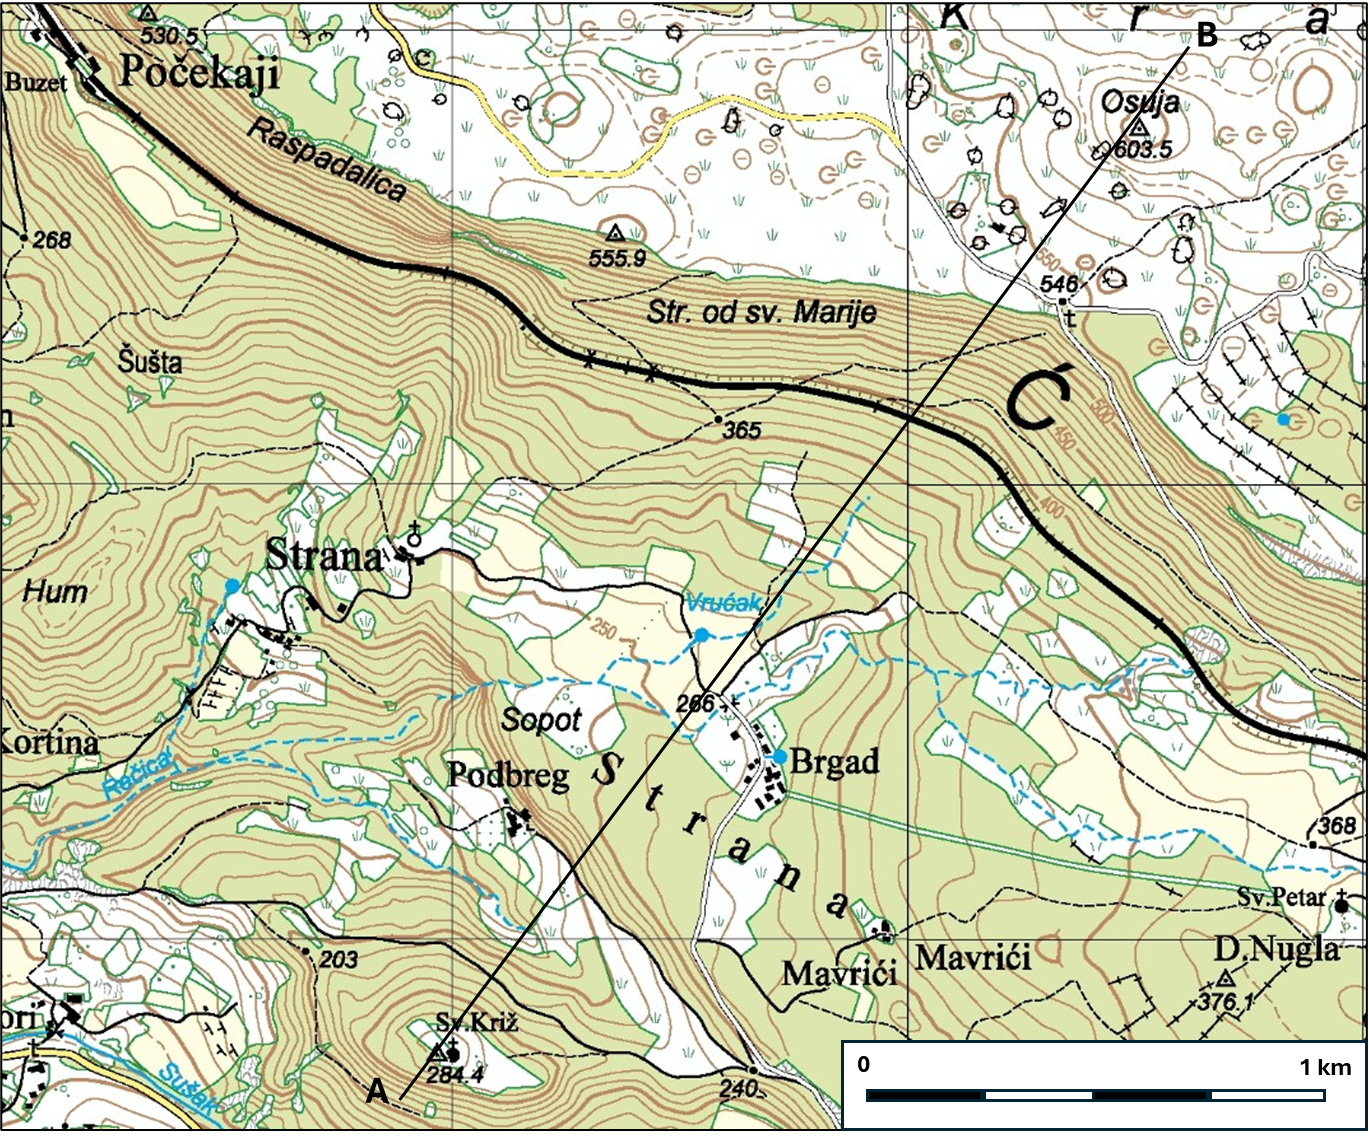 K r a
B
530.5
Počekaji
Buzet
Osuja
603.5
Raspadalica
268
555.9
550
546
Str. od sv. Marije
Šušta
Ć
500
450
365
400
Strana
Hum
Vrućak
250
266
Sopot
Kortina
Rečica
Podbreg
Brgad
S t r a n a
368
Sv.Petar
203
Mavrići
Mavrići
D.Nugla
376.1
Sv.Križ
284.4
A
Sušak
240
0
1 km